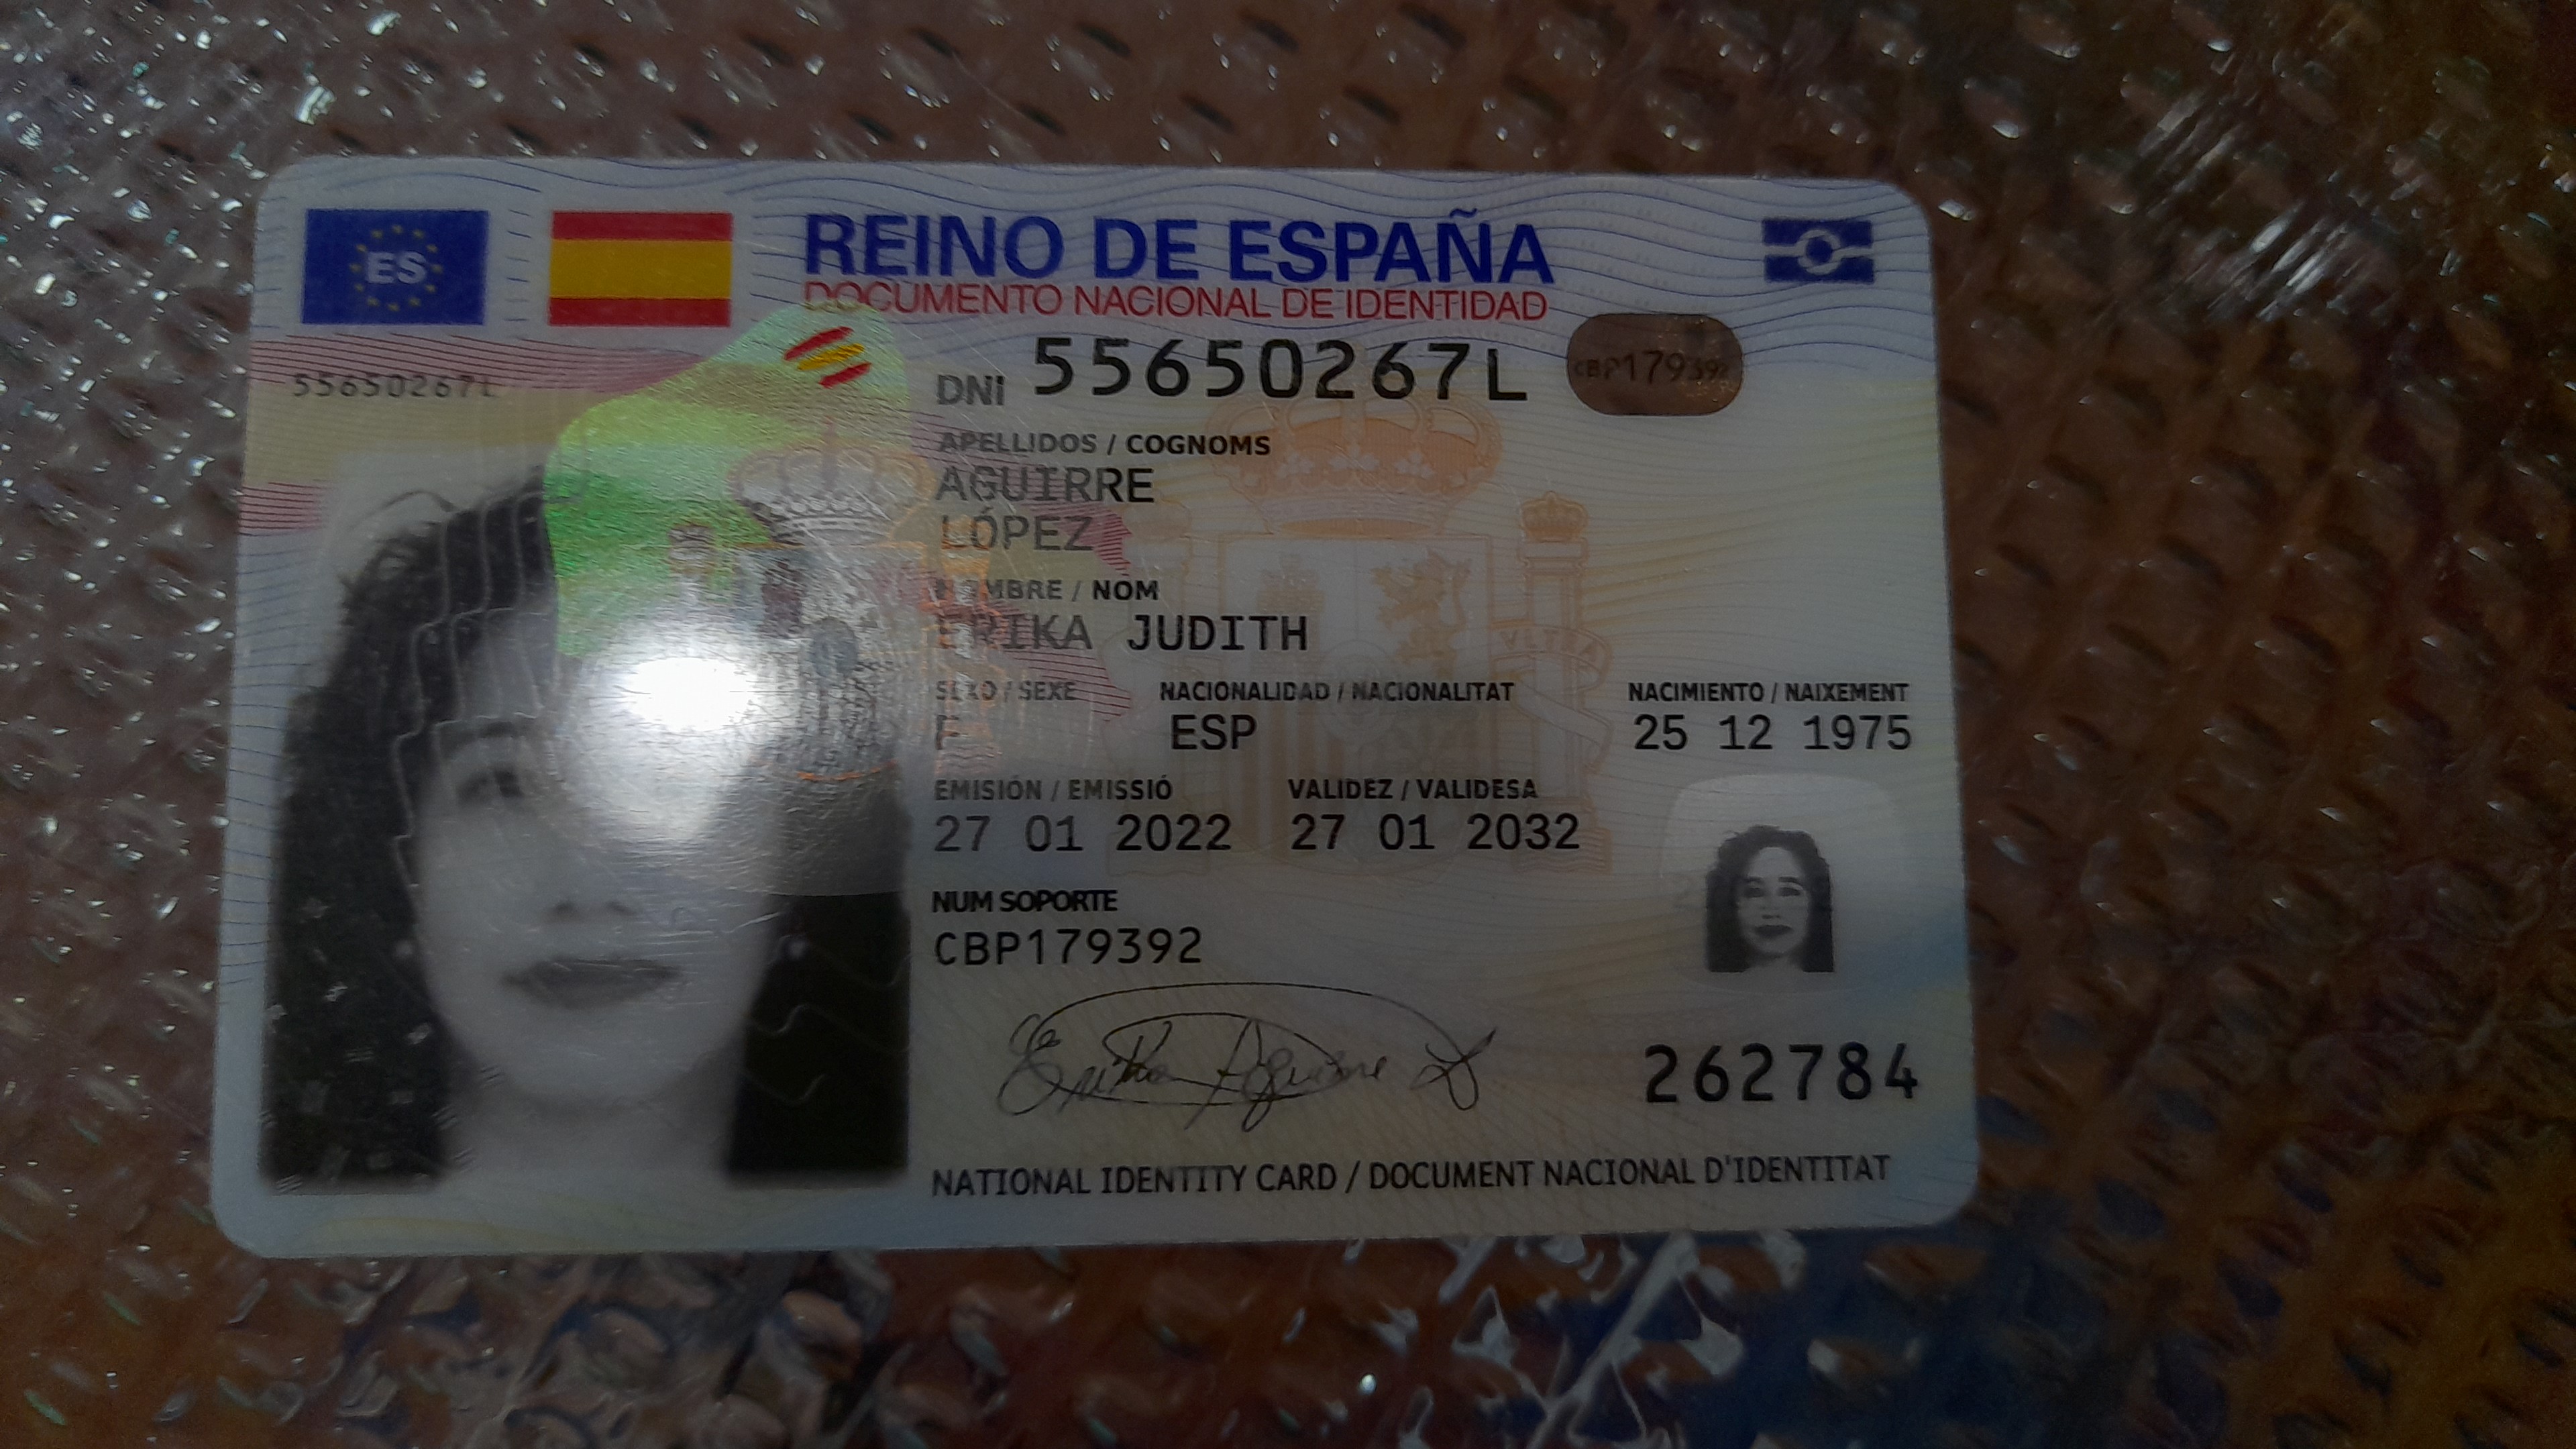 ES
REINO DE ESPAÑA
DOCUMENTO NACIONAL DE IDENTIDAD
55650267L
DNI 55650267L
CBP179392
APELLIDOS / COGNOMS
AGUIRRE
LÓPEZ
NOMBRE / NOM
ERIKA JUDITH
SEXO / SEXE NACIONALIDAD / NACIONALITAT NACIMIENTO / NAIXEMENT
F ESP 25 12 1975
EMISIÓN / EMISSIÓ VALIDEZ / VALIDESA
27 01 2022 27 01 2032
NUM SOPORTE
CBP179392
262784
NATIONAL IDENTITY CARD / DOCUMENT NACIONAL D'IDENTITAT